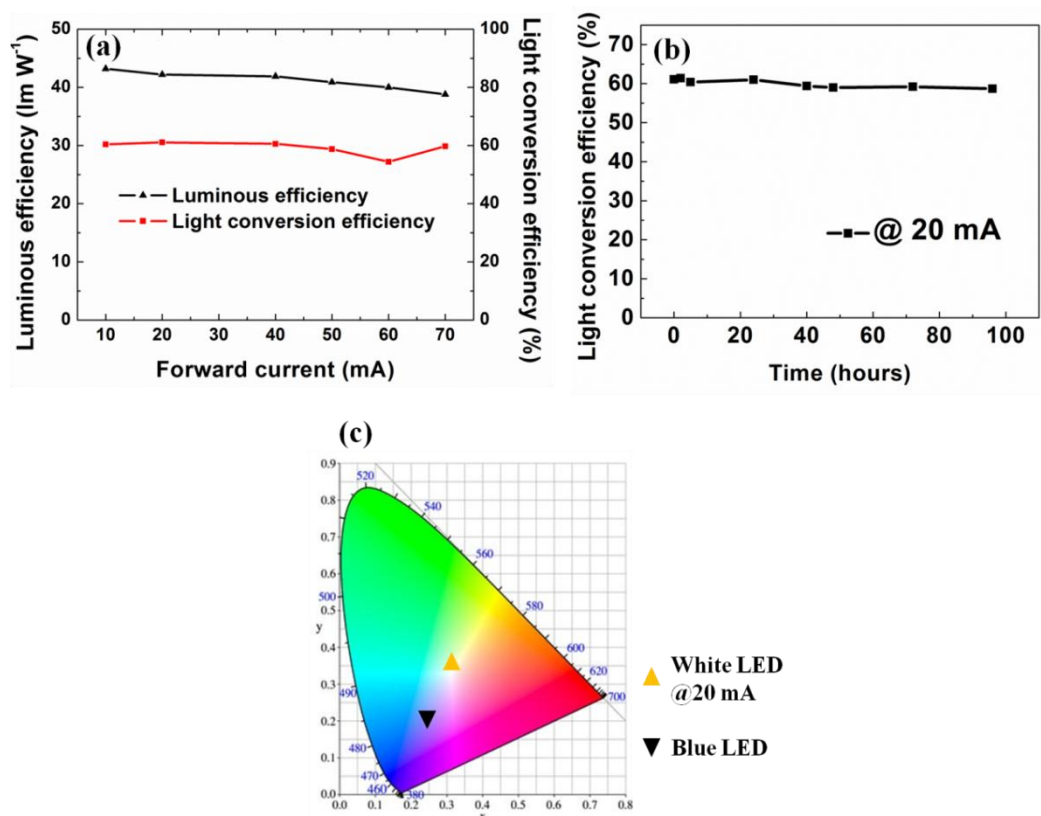 (a)
Luminous efficiency (lm W⁻¹)
50
40
30
20
10
0
Luminous efficiency
Light conversion efficiency
100
80
60
40
20
0
Light conversion efficiency (%)
10 20 30 40 50 60 70
Forward current (mA)
(b)
Light conversion efficiency (%)
70
60
50
40
30
20
10
0
@ 20 mA
0 20 40 60 80 100
Time (hours)
(c)
0.9
0.8
0.7
0.6
0.5
y
0.4
0.3
0.2
0.1
0.0
520
540
560
580
600
620
700
500
490
480
470
460
380
0.0 0.1 0.2 0.3 0.4 0.5 0.6 0.7 0.8
White LED
@20 mA
Blue LED